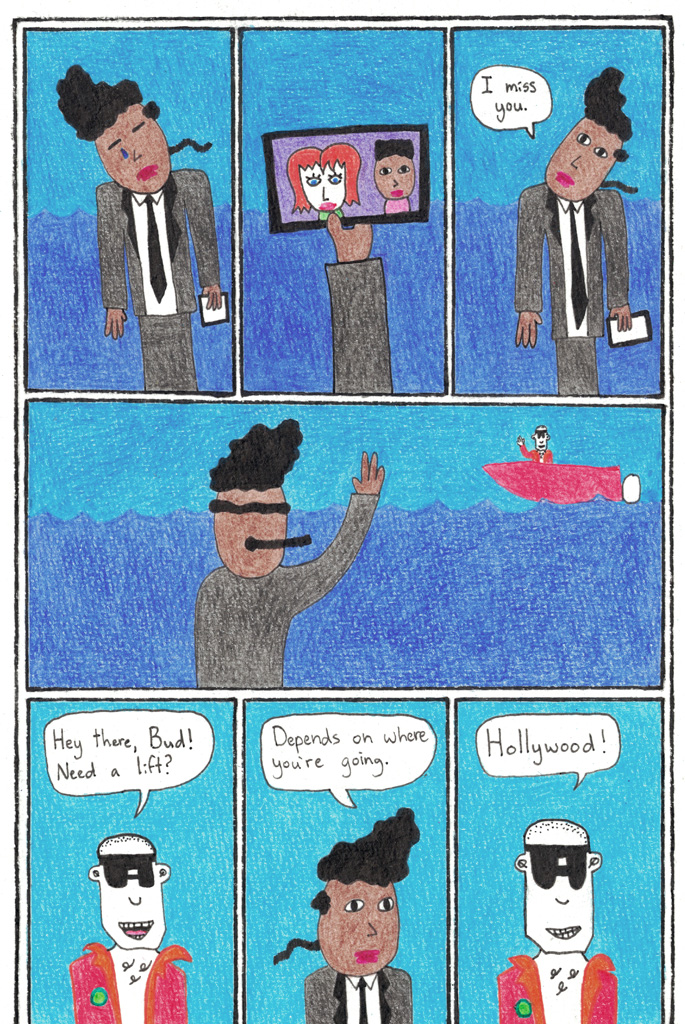 I miss
you.
Hey there, Bud!
Need a lift?
Depends on where
you're going.
Hollywood!